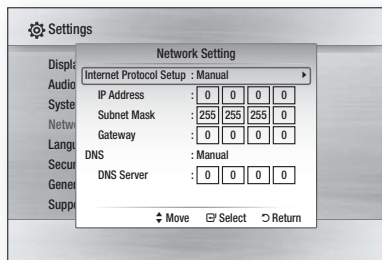 Settings
Network Setting
Internet Protocol Setup : Manual
IP Address : 0 0 0 0
Subnet Mask : 255 255 255 0
Gateway : 0 0 0 0
DNS : Manual
DNS Server : 0 0 0 0
Move Select Return
Displa
Audio
Syste
Netwo
Langu
Secur
Gener
Suppo